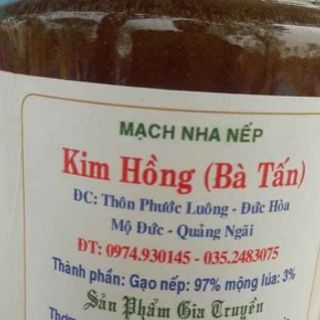 MẠCH NHA NẾP
Kim Hồng (Bà Tấn)
ĐC: Thôn Phước Luông - Đức Hòa
Mộ Đức - Quảng Ngãi
ĐT: 0974.930145 - 035.2483075
Thành phần: Gạo nếp: 97% mộng lúa: 3%
Sản Phẩm Gia Truyền